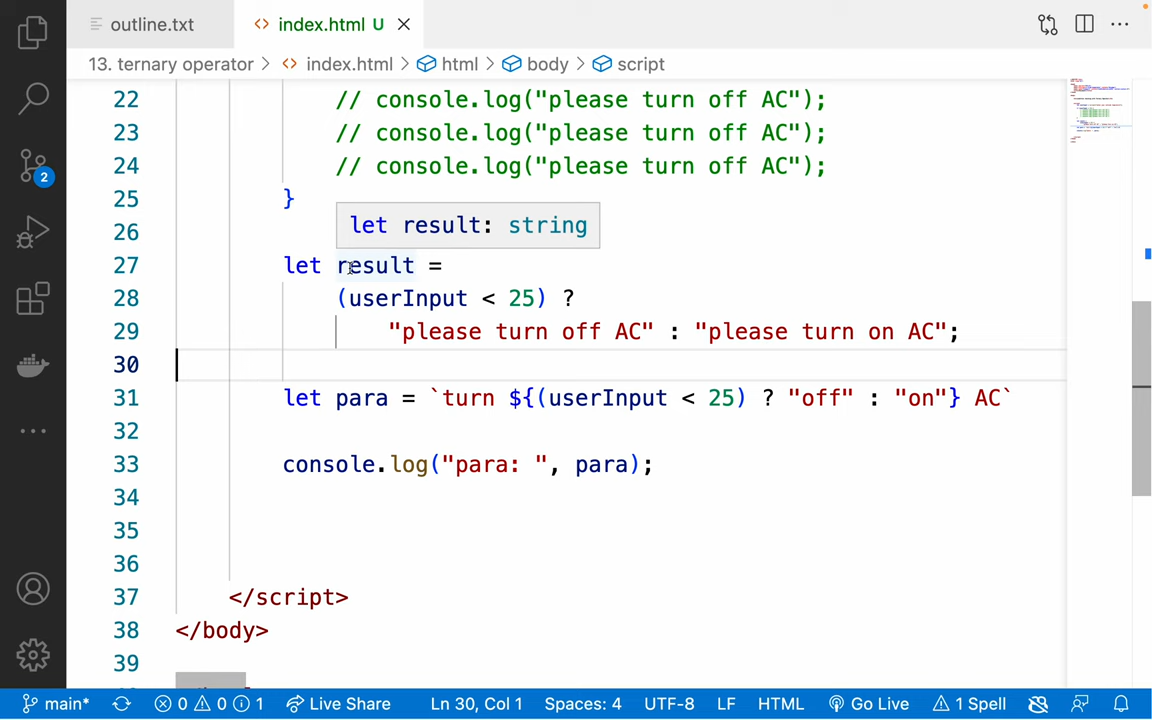 outline.txt
index.html U
13. ternary operator > index.html > html > body > script
22 // console.log("please turn off AC");
23 // console.log("please turn off AC");
24 // console.log("please turn off AC");
25 }
26
let result: string
27 let result =
28 (userInput < 25) ?
29 "please turn off AC" : "please turn on AC";
30
31 let para = `turn ${(userInput < 25) ? "off" : "on"} AC`
32
33 console.log("para: ", para);
34
35
36
37 </script>
38 </body>
39
2
main* 0 0 1 Live Share Ln 30, Col 1 Spaces: 4 UTF-8 LF HTML Go Live 1 Spell